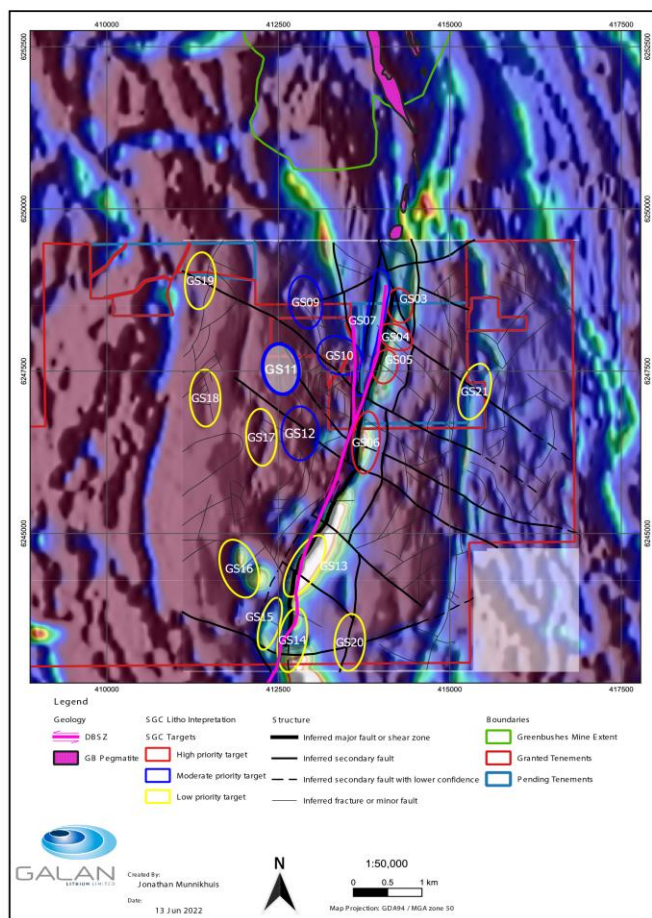 410000 412500 415000 417500
6252500 6252500
6250000 6250000
GS19
GS09
GS03
GS07
GS04
GS10
GS05
6247500 6247500
GS11
GS21
GS18
GS17
GS12
GS06
6245000 6245000
GS16
GS13
GS15
GS14
GS20
410000 412500 415000 417500
Legend
Geology
DBSZ
GB Pegmatite
SGC Litho Intepretation
SGC Targets
High priority target
Moderate priority target
Low priority target
Structure
Inferred major fault or shear zone
Inferred secondary fault
Inferred secondary fault with lower confidence
Inferred fracture or minor fault
Boundaries
Greenbushes Mine Extent
Granted Tenements
Pending Tenements
GALAN
LITHIUM LIMITED
Created By:
Jonathan Munnikhuis
Date:
13 Jun 2022
N
1:50,000
0 0.5 1 km
Map Projection: GDA94 / MGA zone 50